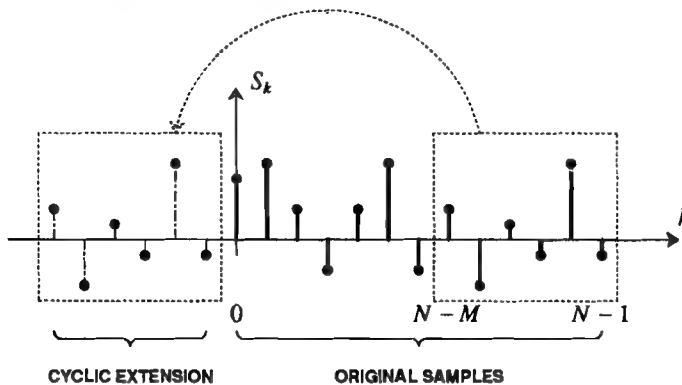 S_k
0
N – M
N – 1
CYCLIC EXTENSION
ORIGINAL SAMPLES